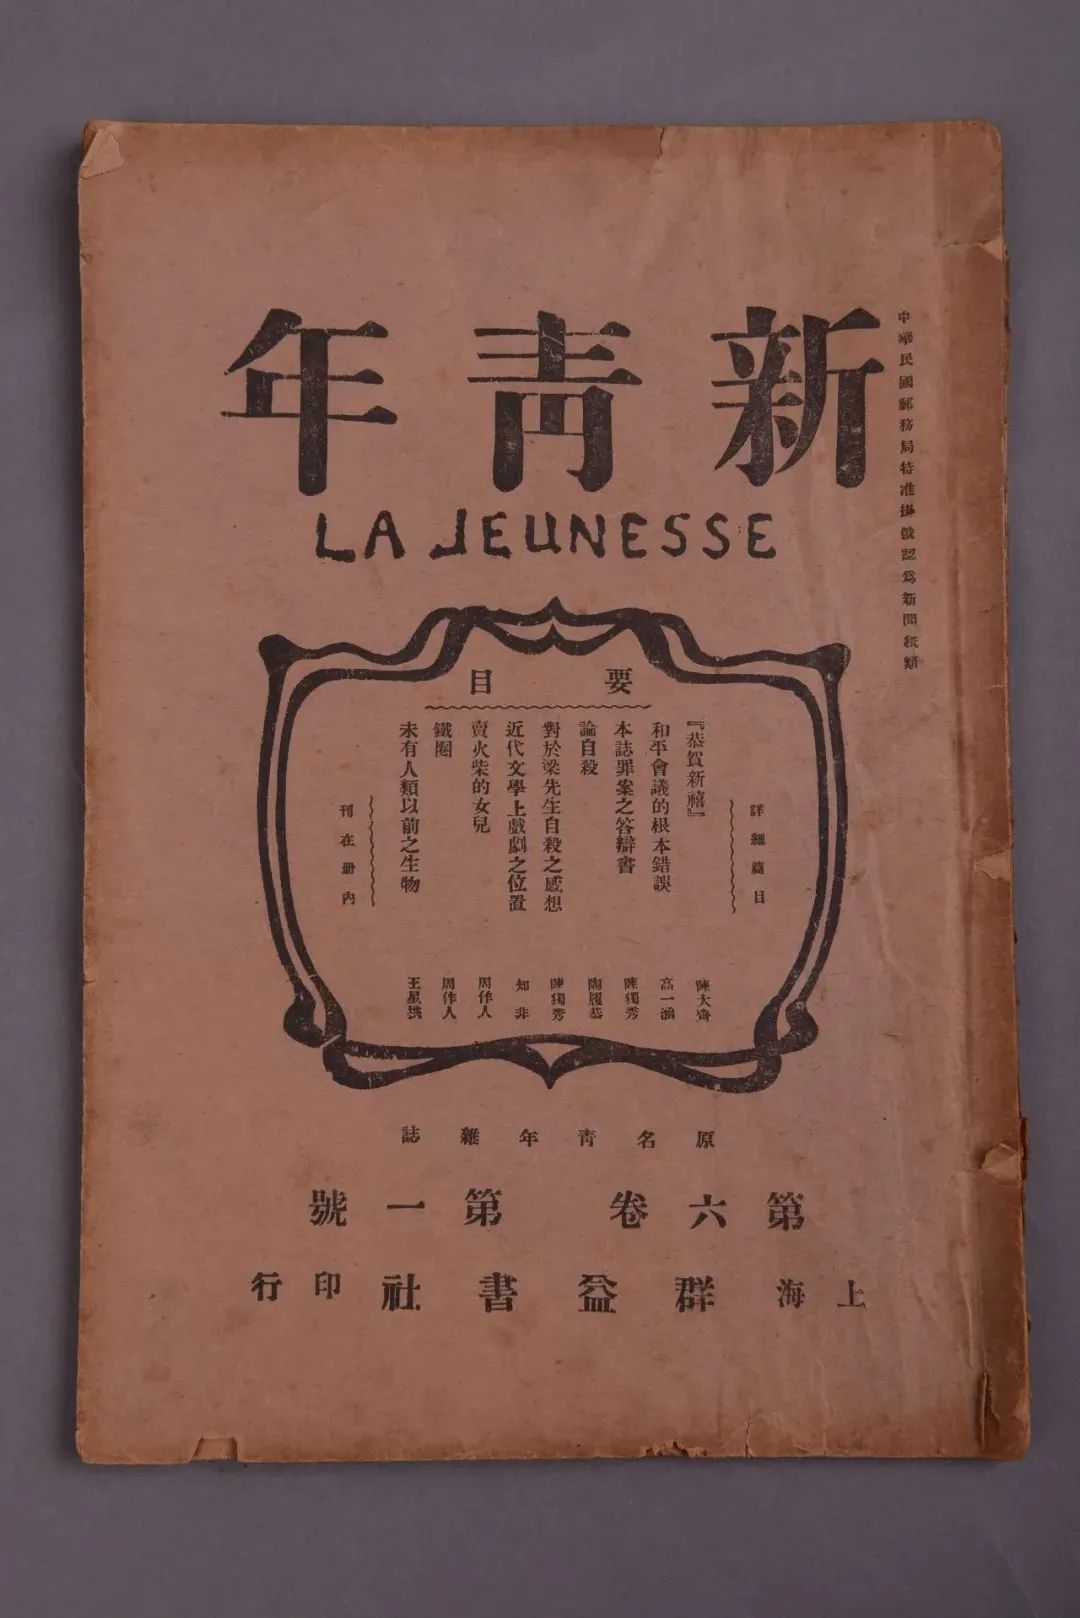 中華民國郵務局特准掛號認爲新聞紙類
新青年
LA JEUNESSE
要目
詳細篇目
『恭賀新禧』 陳大齊
和平會議的根本錯誤 高一涵
本誌罪案之答辯書 陳獨秀
論自殺 陶履恭
對於梁先生自殺之感想 陳獨秀
近代文學上戲劇之位置 知非
賣火柴的女兒 周作人
鐵圈 周作人
未有人類以前之生物 王星拱
刊在册內
原名青年雜誌
第六卷 第一號
上海羣益書社印行